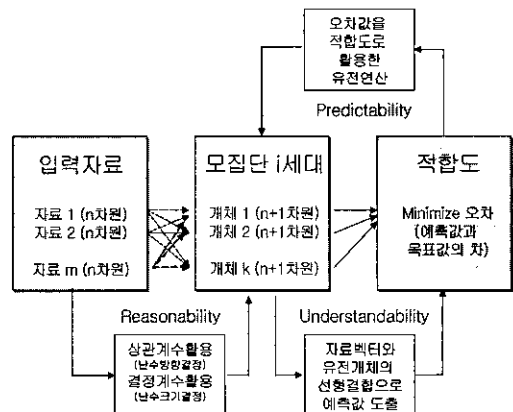 오차값을
적합도로
활용한
유전연산
Predictability
입력자료
자료 1 (n차원)
자료 2 (n차원)
자료 m (n차원)
모집단 i세대
개체 1 (n+1차원)
개체 2 (n+1차원)
개체 k (n+1차원)
적합도
Minimize 오차
(예측값과
목표값의 차)
Reasonability
Understandability
상관계수활용
(난수방향결정)
결정계수활용
(난수크기결정)
자료벡터와
유전개체의
선형결합으로
예측값 도출